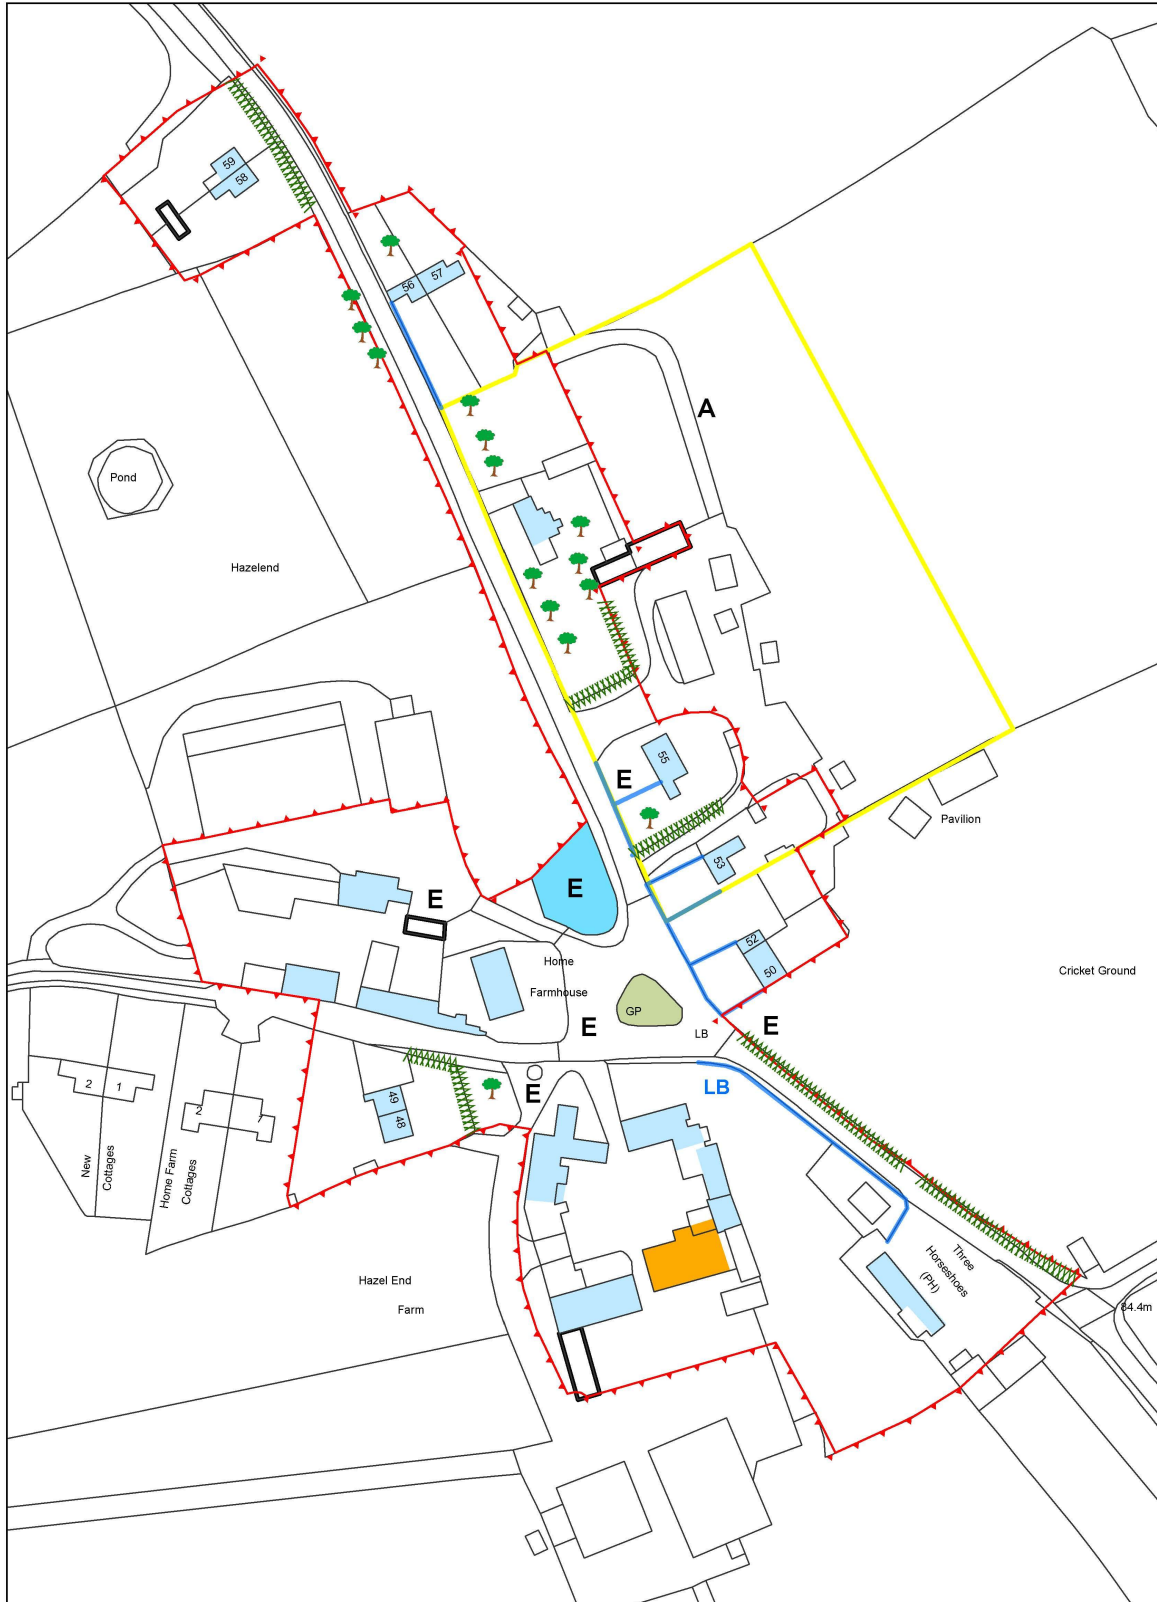 59
58
57
56
A
Pond
Hazelend
55
E
Pavilion
53
E
E
52
50
Home
Farmhouse
Cricket Ground
GP
E
E
LB
LB
E
2
1
49
48
2
New
Cottages
Home Farm
Cottages
Three
Horseshoes
(PH)
Hazel End
Farm
84.4m